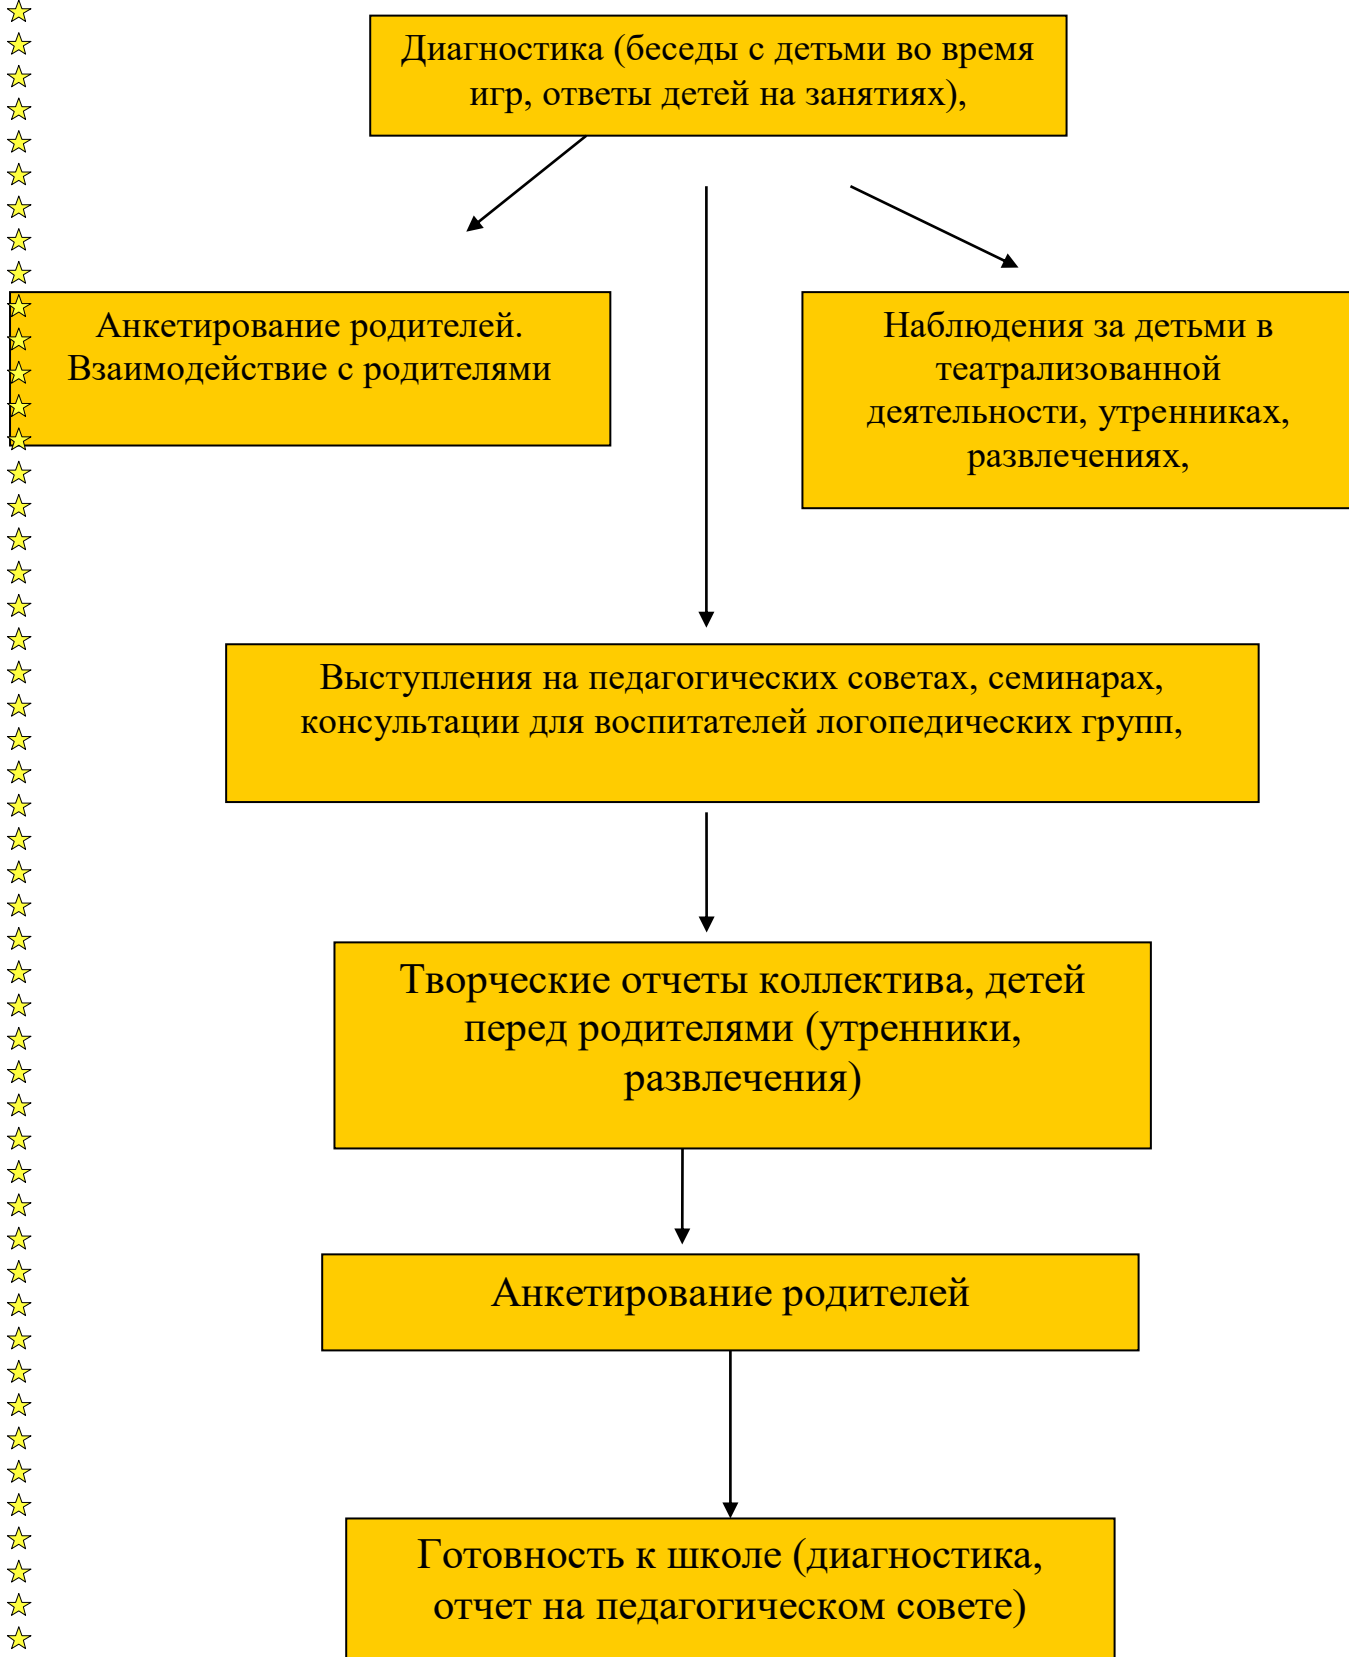 Диагностика (беседы с детьми во время
игр, ответы детей на занятиях),
Анкетирование родителей.
Взаимодействие с родителями
Наблюдения за детьми в
театрализованной
деятельности, утренниках,
развлечениях,
Выступления на педагогических советах, семинарах,
консультации для воспитателей логопедических групп,
Творческие отчеты коллектива, детей
перед родителями (утренники,
развлечения)
Анкетирование родителей
Готовность к школе (диагностика,
отчет на педагогическом совете)